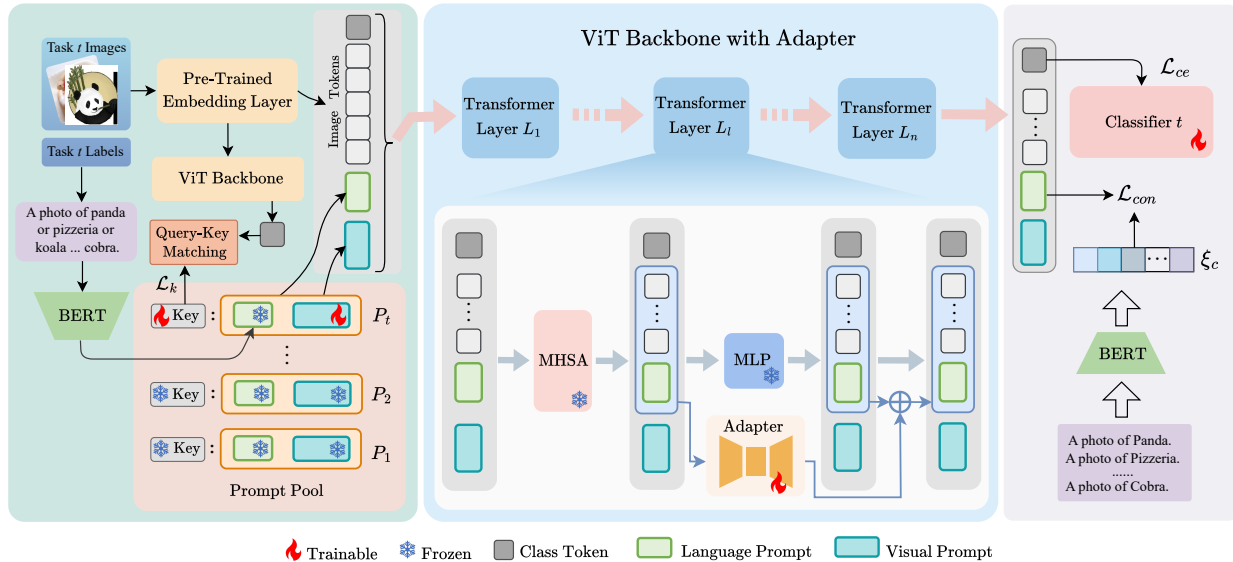 Task t Images
Pre-Trained
Embedding Layer
Image Tokens
Task t Labels
ViT Backbone
A photo of panda
or pizzeria or
koala ... cobra.
Query-Key
Matching
BERT
ℒk
Key :
Pt
⋮
Key :
P2
Key :
P1
Prompt Pool
ViT Backbone with Adapter
Transformer
Layer L1
Transformer
Layer Ll
Transformer
Layer Ln
MHSA
MLP
Adapter
ℒce
Classifier t
ℒcon
...
ξc
BERT
A photo of Panda.
A photo of Pizzeria.
......
A photo of Cobra.
Trainable
Frozen
Class Token
Language Prompt
Visual Prompt